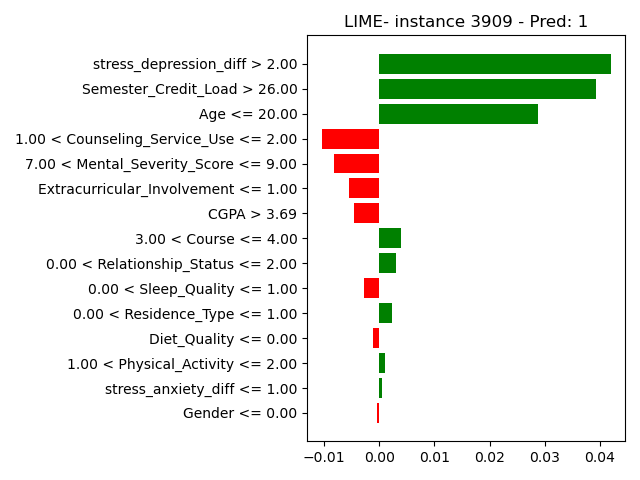 LIME- instance 3909 - Pred: 1
stress_depression_diff > 2.00
Semester_Credit_Load > 26.00
Age <= 20.00
1.00 < Counseling_Service_Use <= 2.00
7.00 < Mental_Severity_Score <= 9.00
Extracurricular_Involvement <= 1.00
CGPA > 3.69
3.00 < Course <= 4.00
0.00 < Relationship_Status <= 2.00
0.00 < Sleep_Quality <= 1.00
0.00 < Residence_Type <= 1.00
Diet_Quality <= 0.00
1.00 < Physical_Activity <= 2.00
stress_anxiety_diff <= 1.00
Gender <= 0.00
−0.01 0.00 0.01 0.02 0.03 0.04